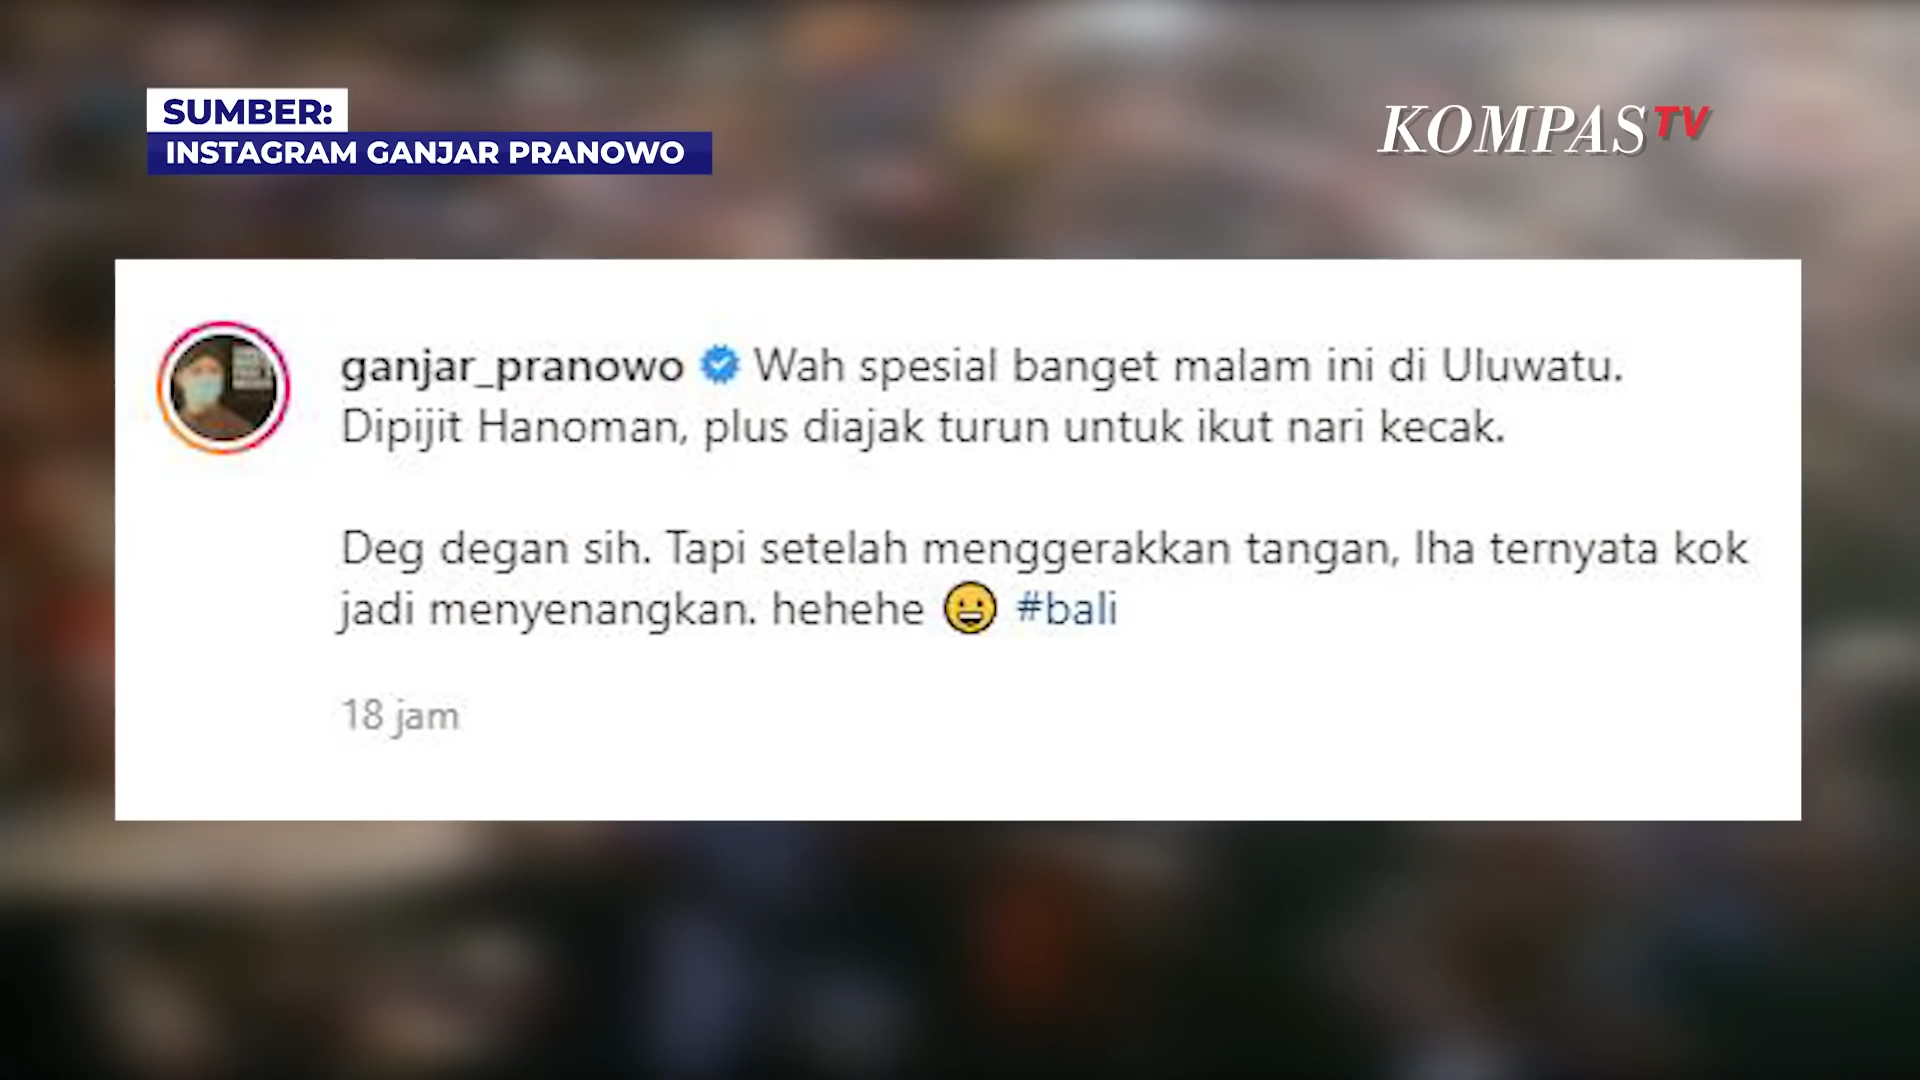 SUMBER:
INSTAGRAM GANJAR PRANOWO
KOMPAS TV
ganjar_pranowo Wah spesial banget malam ini di Uluwatu.
Dipijit Hanoman, plus diajak turun untuk ikut nari kecak.
Deg degan sih. Tapi setelah menggerakkan tangan, lha ternyata kok
jadi menyenangkan. hehehe 😀 #bali
18 jam